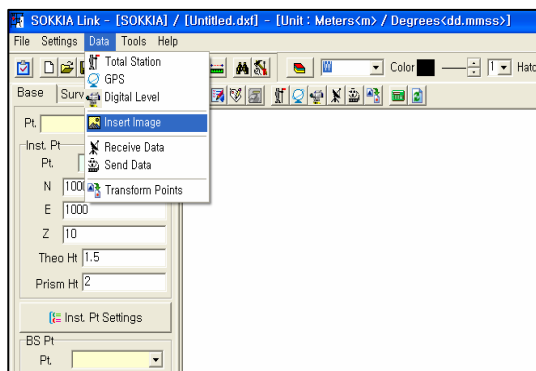 SOKKIA Link - [SOKKIA] / [Untitled.dxf] - [Unit : Meters<m> / Degrees<dd.mmss>]
File Settings Data Tools Help
Total Station
GPS
Digital Level
Insert Image
Receive Data
Send Data
Transform Points
Color 1 Hatc
Base Surv
Pt.
Inst. Pt
Pt.
N 100
E 1000
Z 10
Theo Ht 1.5
Prism Ht 2
Inst. Pt Settings
BS Pt
Pt.